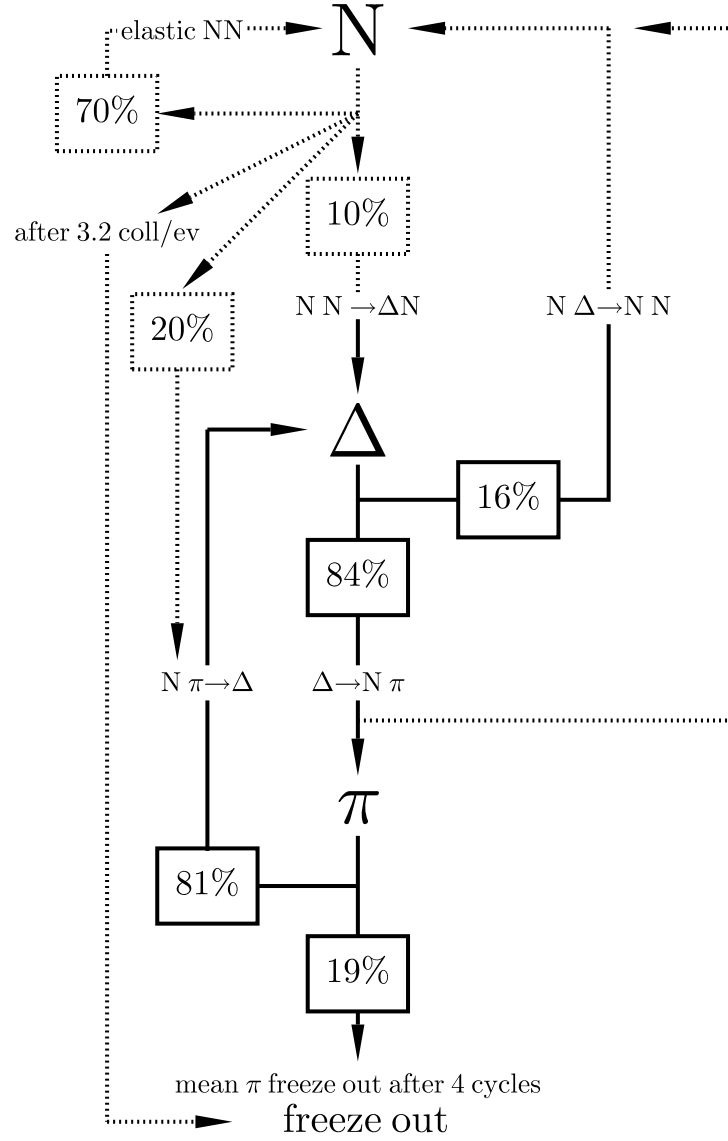 elastic NN
N
70%
10%
after 3.2 coll/ev
N N →ΔN
N Δ→N N
20%
Δ
16%
84%
N π→Δ
Δ→N π
π
81%
19%
mean π freeze out after 4 cycles
freeze out